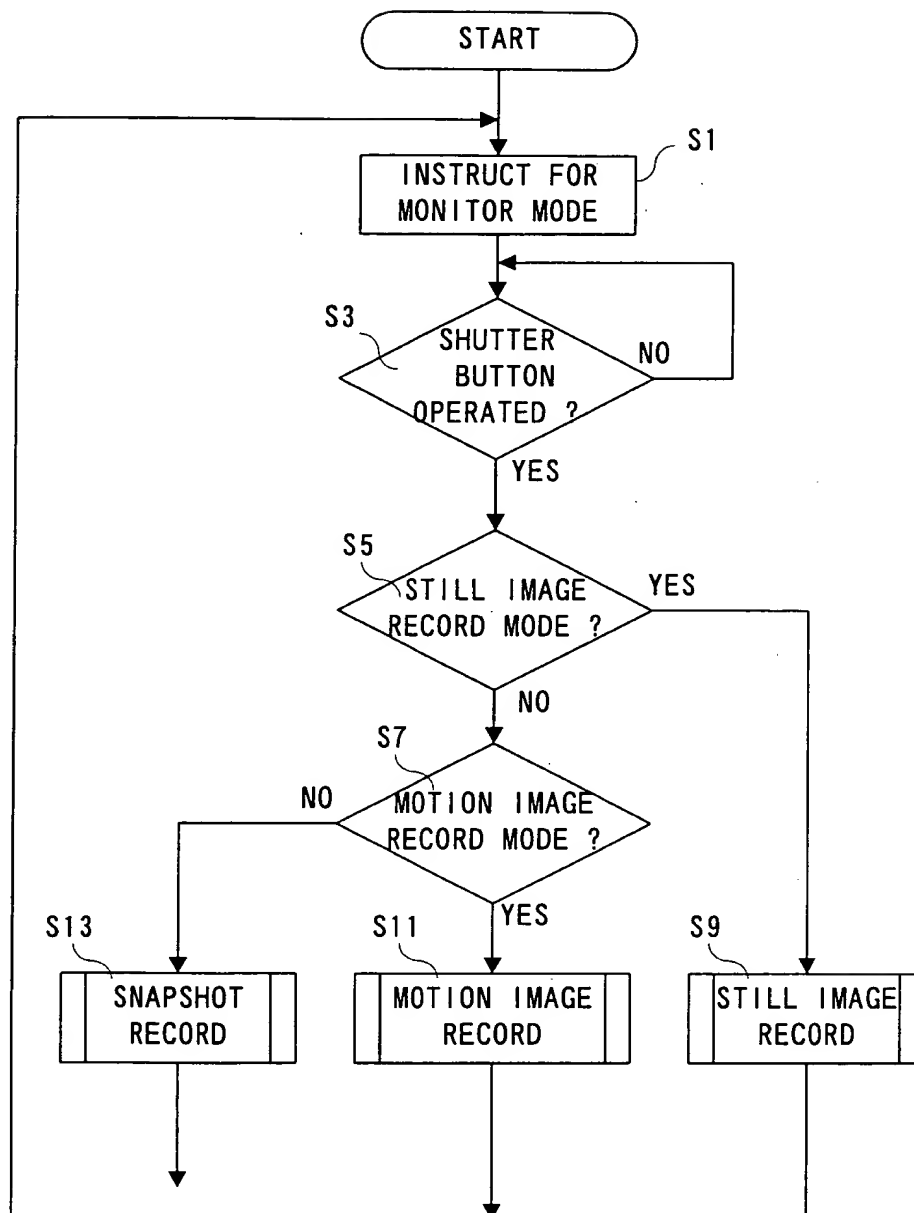 START
S1
INSTRUCT FOR
MONITOR MODE
S3
SHUTTER
BUTTON
OPERATED ?
NO
YES
S5
STILL IMAGE
RECORD MODE ?
YES
NO
S7
MOTION IMAGE
RECORD MODE ?
NO
YES
S13
SNAPSHOT
RECORD
S11
MOTION IMAGE
RECORD
S9
STILL IMAGE
RECORD